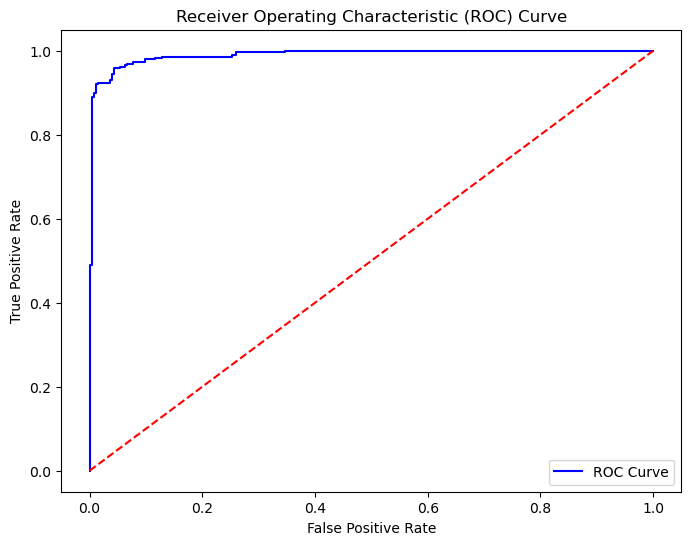 Receiver Operating Characteristic (ROC) Curve
True Positive Rate
1.0
0.8
0.6
0.4
0.2
0.0
ROC Curve
0.0 0.2 0.4 0.6 0.8 1.0
False Positive Rate